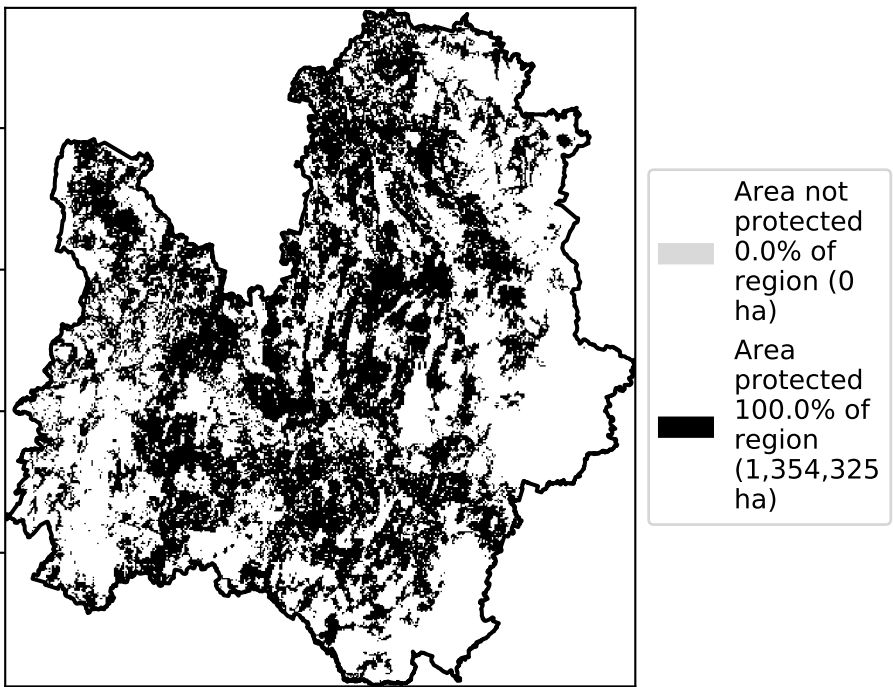 Area not
protected
0.0% of
region (0
ha)
Area
protected
100.0% of
region
(1,354,325
ha)